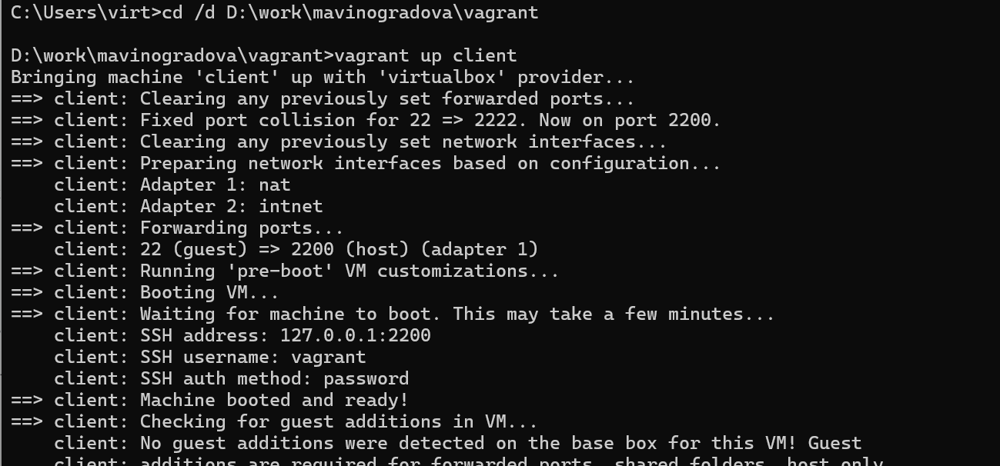 C:\Users\virt>cd /d D:\work\mavinogradova\vagrant
D:\work\mavinogradova\vagrant>vagrant up client
Bringing machine 'client' up with 'virtualbox' provider...
==> client: Clearing any previously set forwarded ports...
==> client: Fixed port collision for 22 => 2222. Now on port 2200.
==> client: Clearing any previously set network interfaces...
==> client: Preparing network interfaces based on configuration...
    client: Adapter 1: nat
    client: Adapter 2: intnet
==> client: Forwarding ports...
    client: 22 (guest) => 2200 (host) (adapter 1)
==> client: Running 'pre-boot' VM customizations...
==> client: Booting VM...
==> client: Waiting for machine to boot. This may take a few minutes...
    client: SSH address: 127.0.0.1:2200
    client: SSH username: vagrant
    client: SSH auth method: password
==> client: Machine booted and ready!
==> client: Checking for guest additions in VM...
    client: No guest additions were detected on the base box for this VM! Guest
    client: additions are required for forwarded ports, shared folders, host only